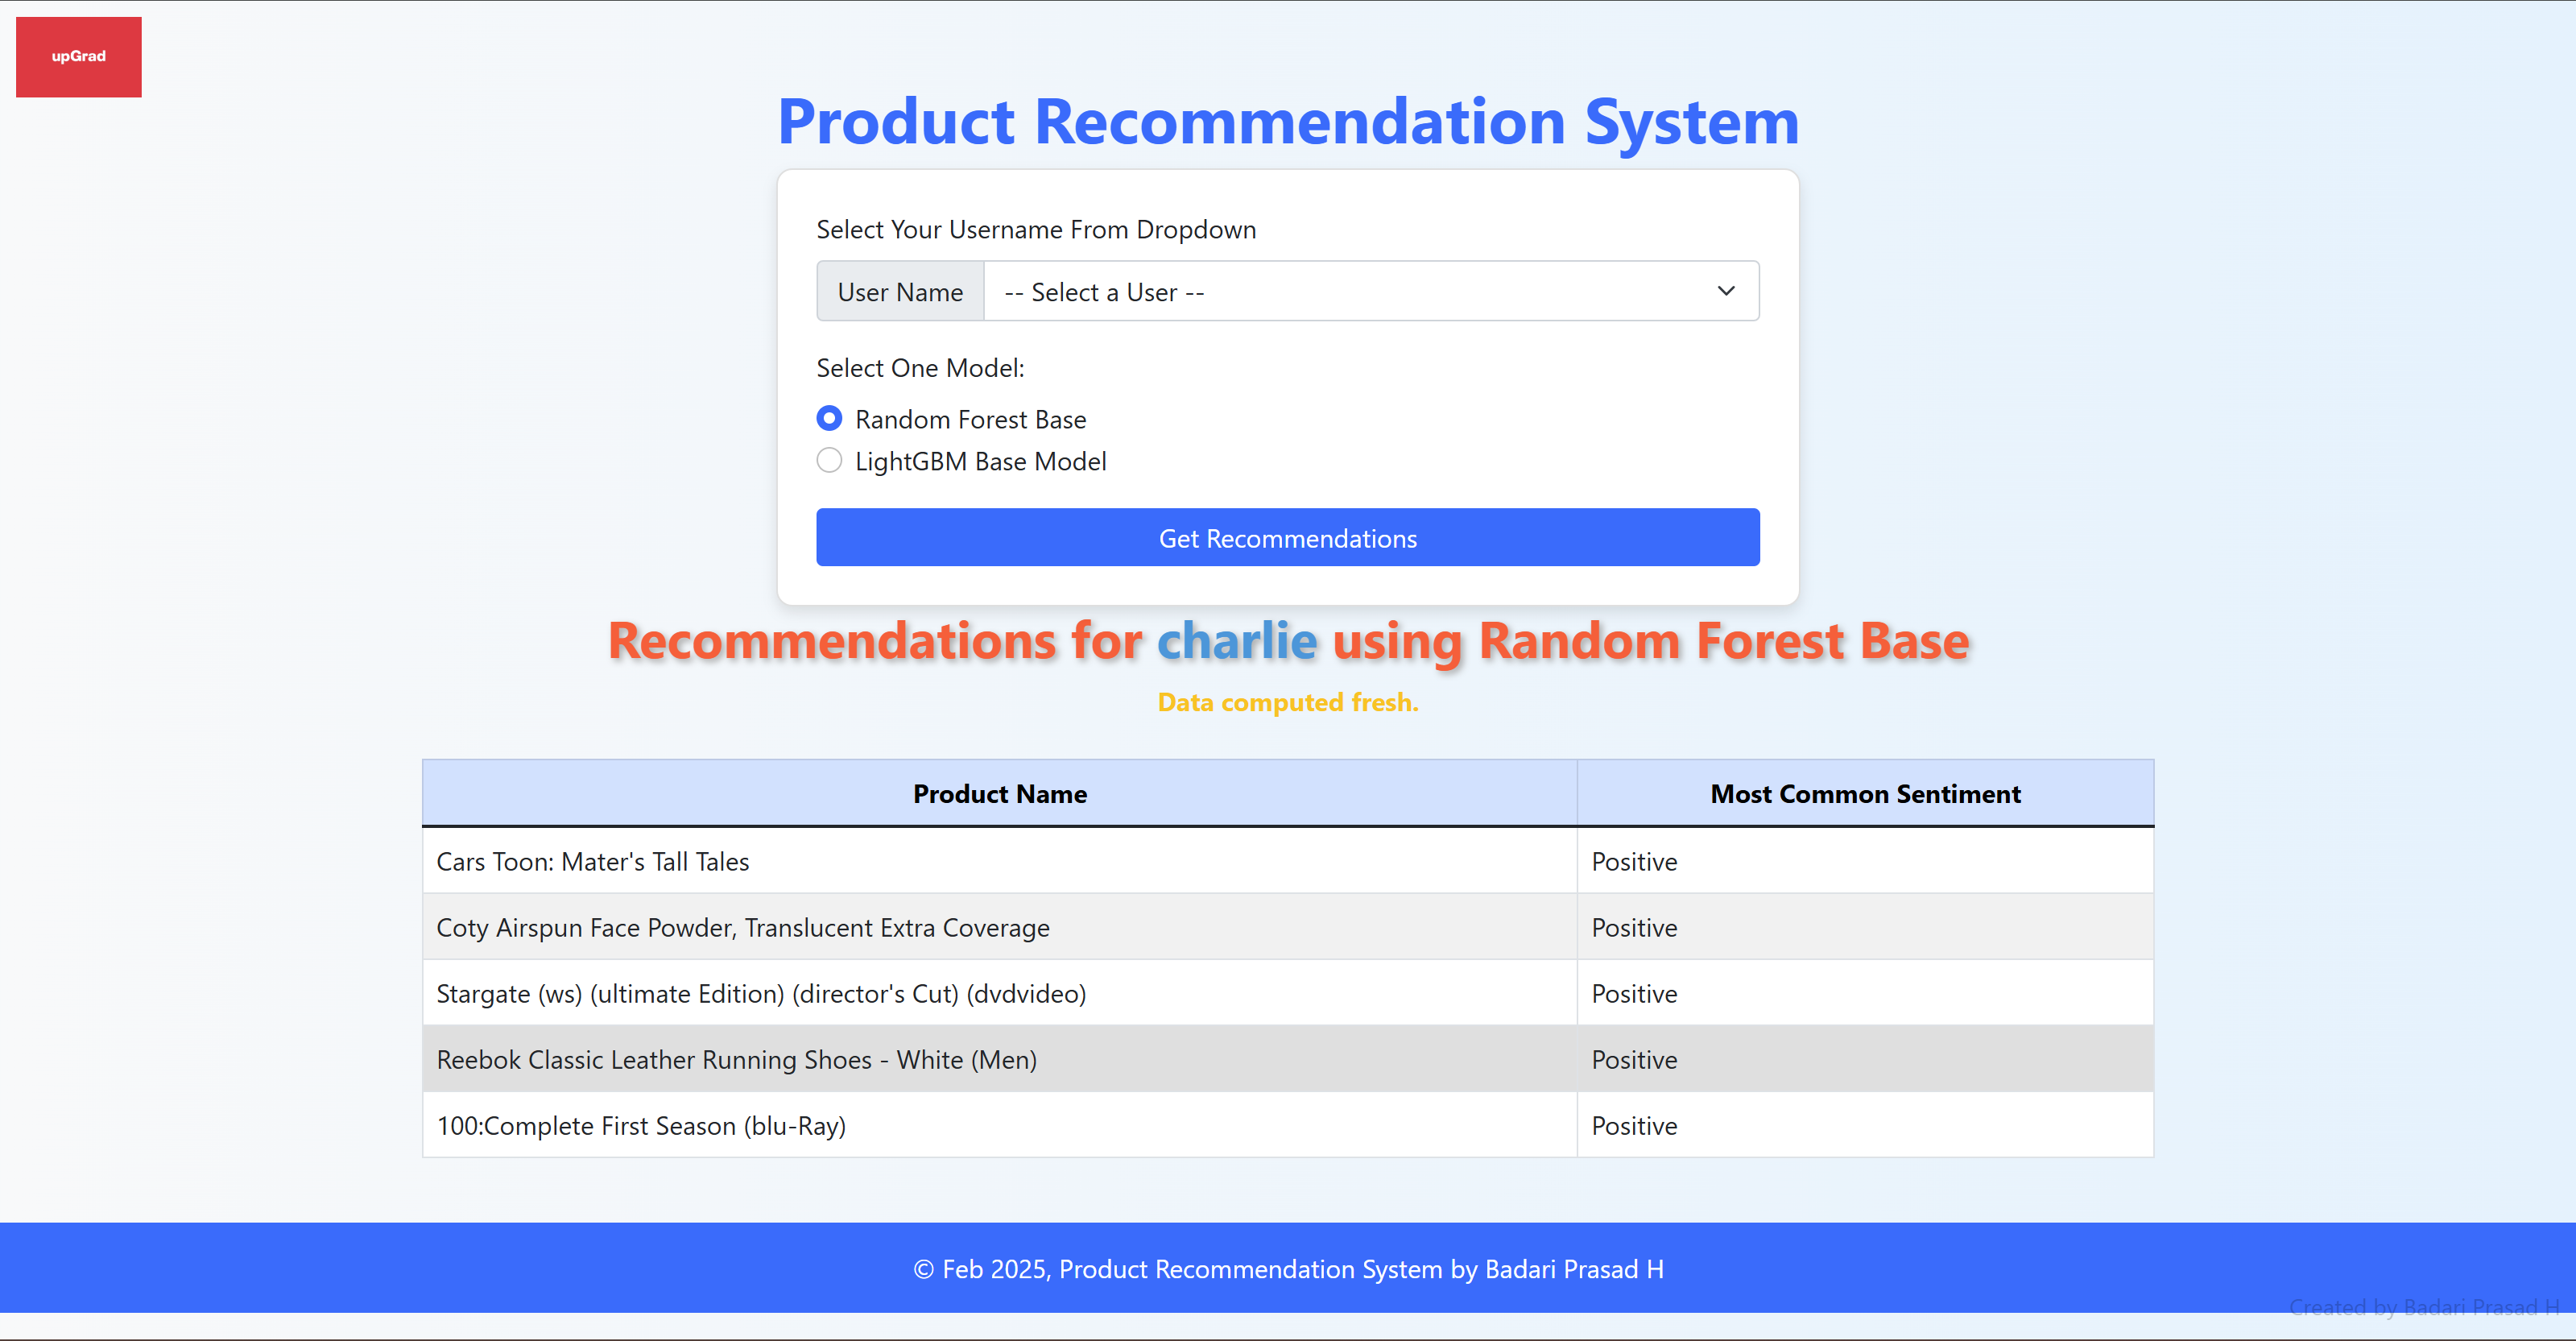 upGrad
Product Recommendation System
Select Your Username From Dropdown
User Name -- Select a User --
Select One Model:
Random Forest Base
LightGBM Base Model
Get Recommendations
Recommendations for charlie using Random Forest Base
Data computed fresh.
Product Name Most Common Sentiment
Cars Toon: Mater's Tall Tales Positive
Coty Airspun Face Powder, Translucent Extra Coverage Positive
Stargate (ws) (ultimate Edition) (director's Cut) (dvdvideo) Positive
Reebok Classic Leather Running Shoes - White (Men) Positive
100:Complete First Season (blu-Ray) Positive
© Feb 2025, Product Recommendation System by Badari Prasad H
Created by Badari Prasad H